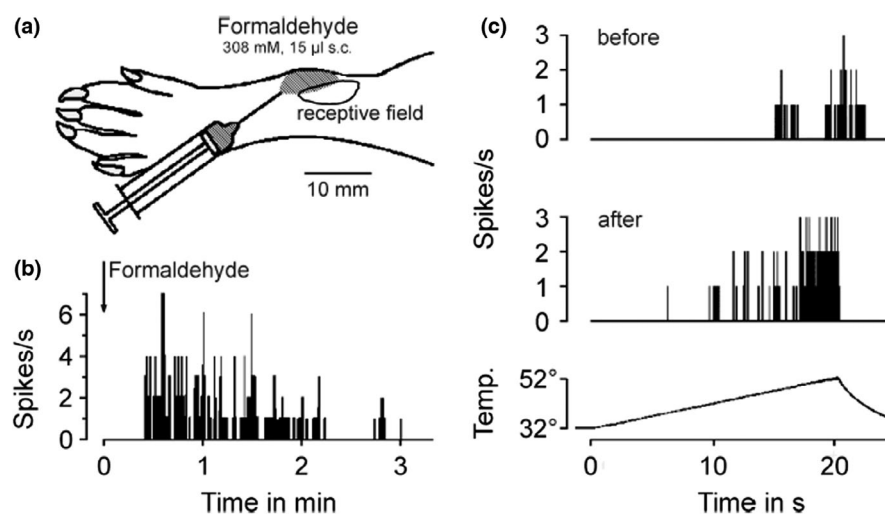 (a)
Formaldehyde
308 mM, 15 µl s.c.
receptive field
10 mm
(b)
Formaldehyde
Spikes/s
6
4
2
0
0 1 2 3
Time in min
(c)
before
3
2
1
0
Spikes/s
after
3
2
1
0
Temp.
52°
32°
0 10 20
Time in s